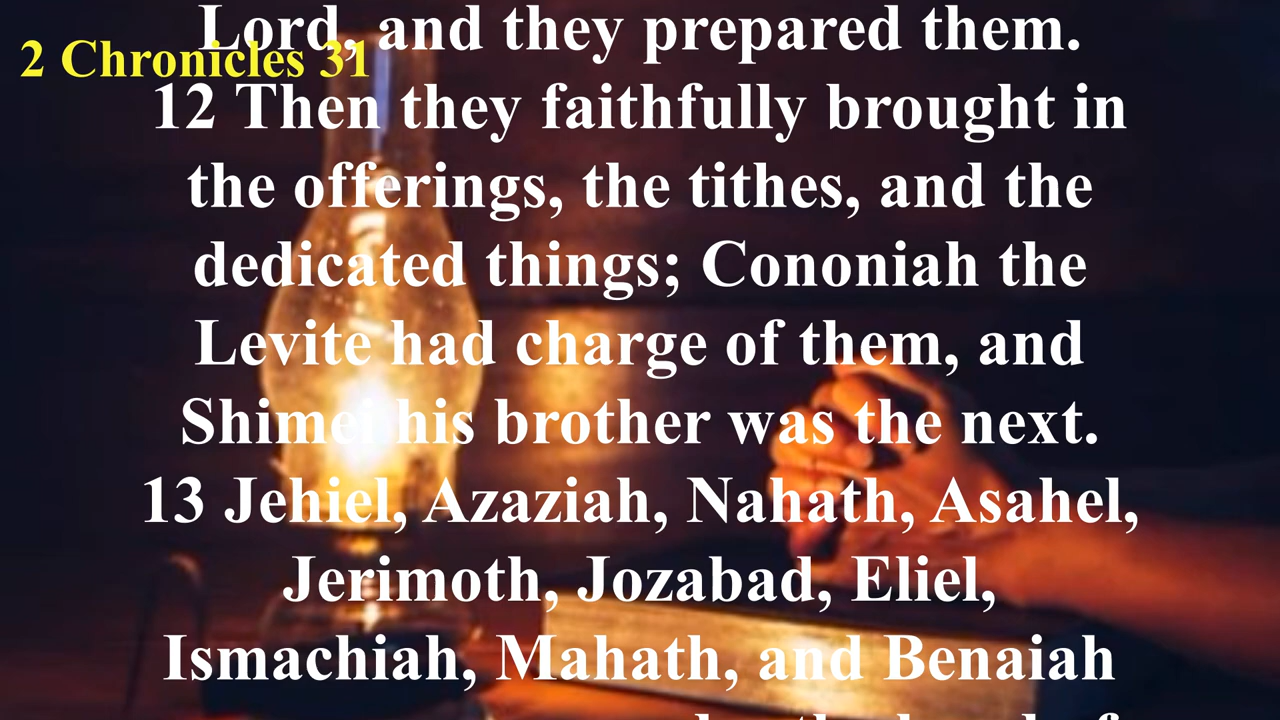 Lord, and they prepared them.
2 Chronicles 31
12 Then they faithfully brought in
the offerings, the tithes, and the
dedicated things; Cononiah the
Levite had charge of them, and
Shimei his brother was the next.
13 Jehiel, Azaziah, Nahath, Asahel,
Jerimoth, Jozabad, Eliel,
Ismachiah, Mahath, and Benaiah